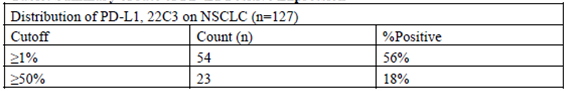 Distribution of PD-L1, 22C3 on NSCLC (n=127)
Cutoff Count (n) %Positive
≥1% 54 56%
≥50% 23 18%